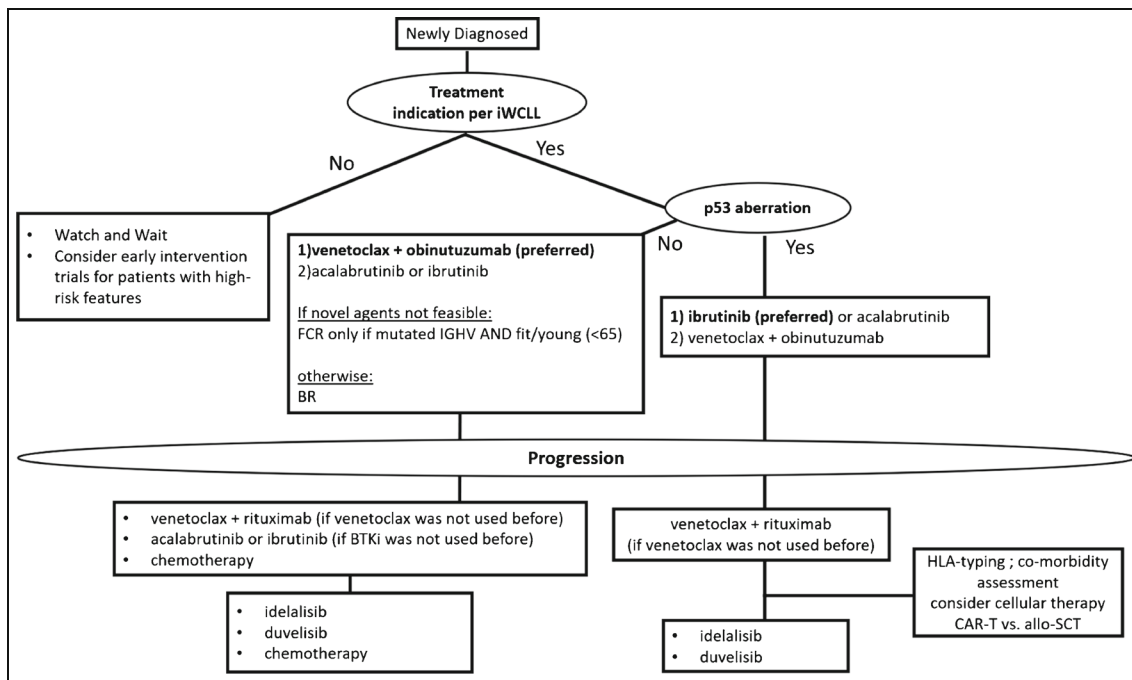 Newly Diagnosed
Treatment
indication per iWCLL
No
Yes
p53 aberration
• Watch and Wait
• Consider early intervention
trials for patients with high-
risk features
No
Yes
1)venetoclax + obinutuzumab (preferred)
2)acalabrutinib or ibrutinib
If novel agents not feasible:
FCR only if mutated IGHV AND fit/young (<65)
otherwise:
BR
1) ibrutinib (preferred) or acalabrutinib
2) venetoclax + obinutuzumab
Progression
• venetoclax + rituximab (if venetoclax was not used before)
• acalabrutinib or ibrutinib (if BTKi was not used before)
• chemotherapy
venetoclax + rituximab
(if venetoclax was not used before)
HLA-typing ; co-morbidity
assessment
consider cellular therapy
CAR-T vs. allo-SCT
• idelalisib
• duvelisib
• chemotherapy
• idelalisib
• duvelisib